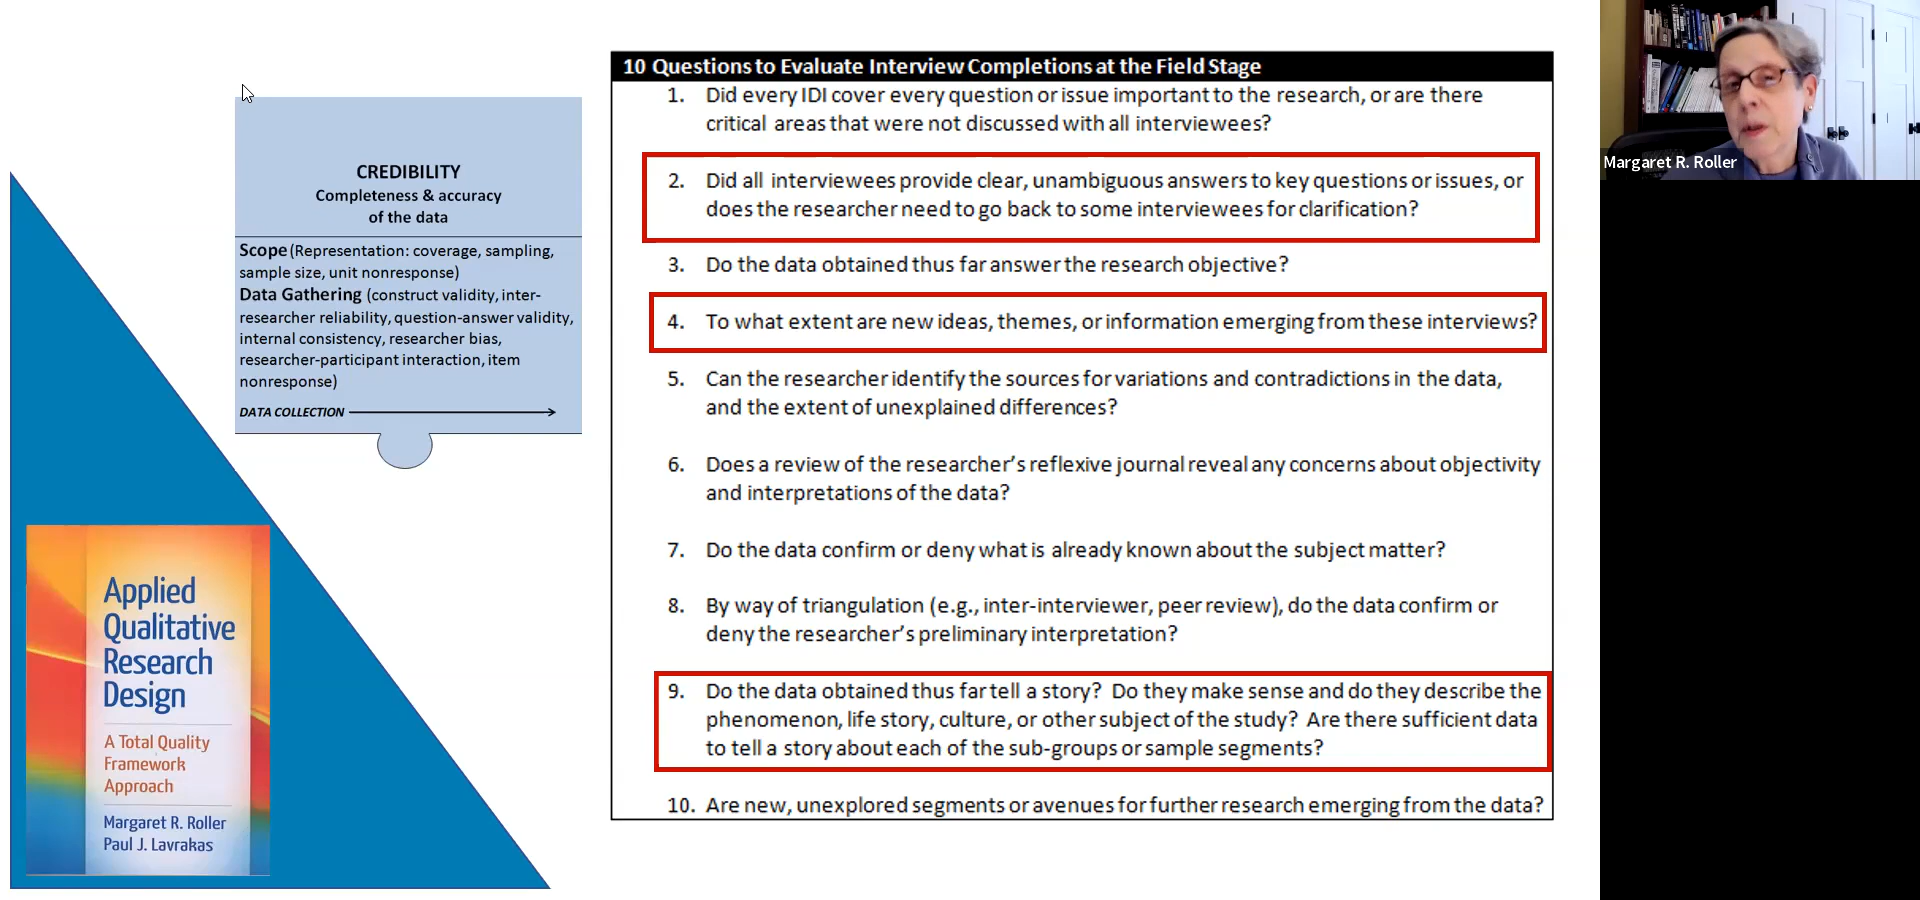 CREDIBILITY
Completeness & accuracy
of the data
Scope (Representation: coverage, sampling,
sample size, unit nonresponse)
Data Gathering (construct validity, inter-
researcher reliability, question-answer validity,
internal consistency, researcher bias,
researcher-participant interaction, item
nonresponse)
DATA COLLECTION
Applied
Qualitative
Research
Design
A Total Quality
Framework
Approach
Margaret R. Roller
Paul J. Lavrakas
10 Questions to Evaluate Interview Completions at the Field Stage
1. Did every IDI cover every question or issue important to the research, or are there
critical areas that were not discussed with all interviewees?
2. Did all interviewees provide clear, unambiguous answers to key questions or issues, or
does the researcher need to go back to some interviewees for clarification?
3. Do the data obtained thus far answer the research objective?
4. To what extent are new ideas, themes, or information emerging from these interviews?
5. Can the researcher identify the sources for variations and contradictions in the data,
and the extent of unexplained differences?
6. Does a review of the researcher’s reflexive journal reveal any concerns about objectivity
and interpretations of the data?
7. Do the data confirm or deny what is already known about the subject matter?
8. By way of triangulation (e.g., inter-interviewer, peer review), do the data confirm or
deny the researcher’s preliminary interpretation?
9. Do the data obtained thus far tell a story? Do they make sense and do they describe the
phenomenon, life story, culture, or other subject of the study? Are there sufficient data
to tell a story about each of the sub-groups or sample segments?
10. Are new, unexplored segments or avenues for further research emerging from the data?
Margaret R. Roller